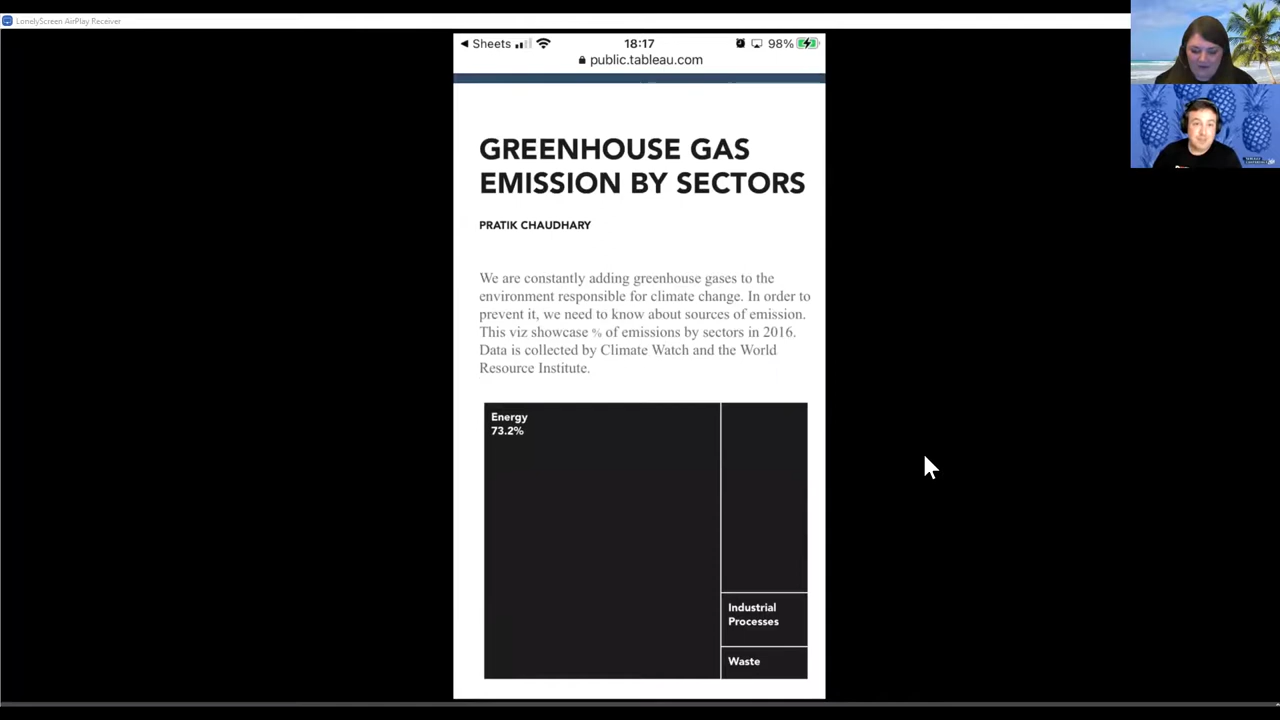 LonelyScreen AirPlay Receiver
Sheets
18:17
98%
public.tableau.com
GREENHOUSE GAS
EMISSION BY SECTORS
PRATIK CHAUDHARY
We are constantly adding greenhouse gases to the
environment responsible for climate change. In order to
prevent it, we need to know about sources of emission.
This viz showcase % of emissions by sectors in 2016.
Data is collected by Climate Watch and the World
Resource Institute.
Energy
73.2%
Industrial
Processes
Waste